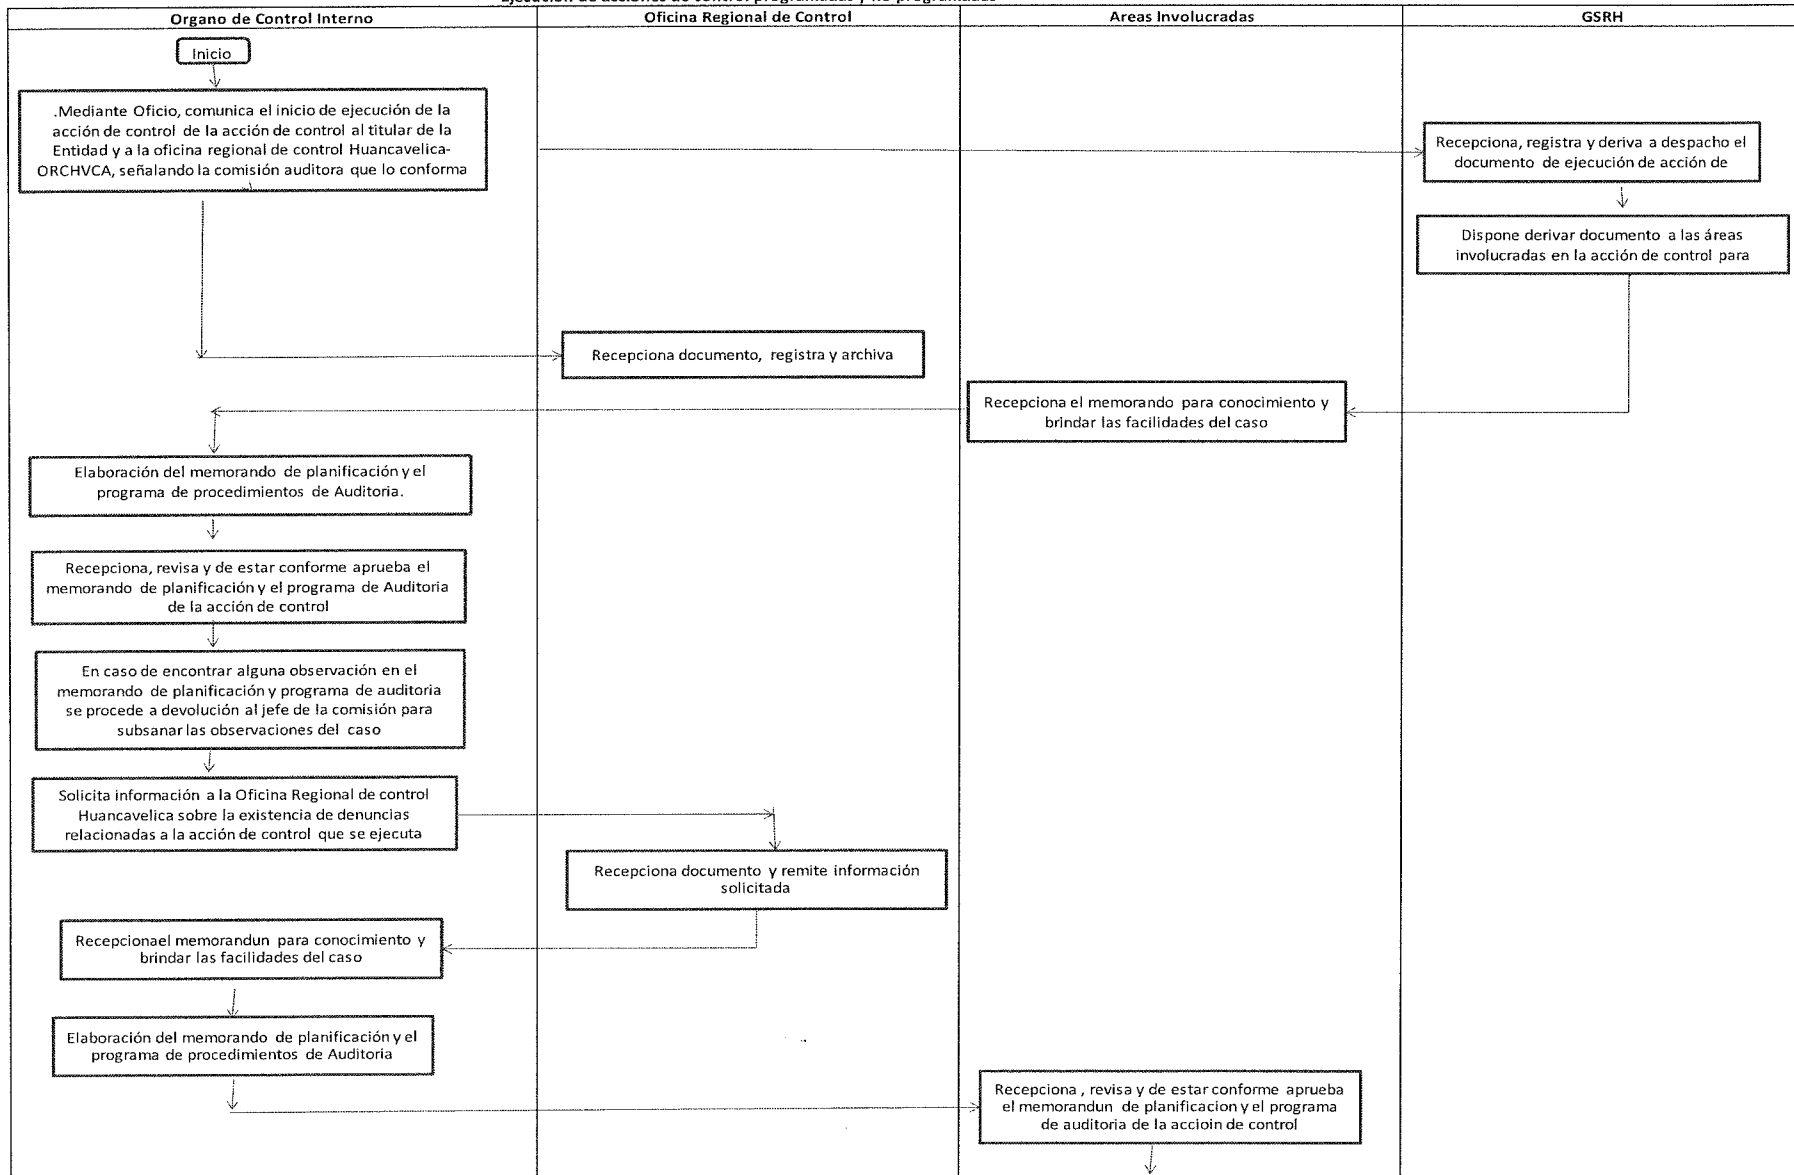 Ejecución de acciones de control programadas y no programadas
Organo de Control Interno
Oficina Regional de Control
Areas Involucradas
GSRH
Inicio
.Mediante Oficio, comunica el inicio de ejecución de la
acción de control de la acción de control al titular de la
Entidad y a la oficina regional de control Huancavelica-
ORCHVCA, señalando la comisión auditora que lo conforma
Recepciona, registra y deriva a despacho el
documento de ejecución de acción de
Dispone derivar documento a las áreas
involucradas en la acción de control para
Recepciona documento, registra y archiva
Recepciona el memorando para conocimiento y
brindar las facilidades del caso
Elaboración del memorando de planificación y el
programa de procedimientos de Auditoria.
Recepciona, revisa y de estar conforme aprueba el
memorando de planificación y el programa de Auditoria
de la acción de control
En caso de encontrar alguna observación en el
memorando de planificación y programa de auditoria
se procede a devolución al jefe de la comisión para
subsanar las observaciones del caso
Solicita información a la Oficina Regional de control
Huancavelica sobre la existencia de denuncias
relacionadas a la acción de control que se ejecuta
Recepciona documento y remite información
solicitada
Recepcionael memorandun para conocimiento y
brindar las facilidades del caso
Elaboración del memorando de planificación y el
programa de procedimientos de Auditoria
Recepciona , revisa y de estar conforme aprueba
el memorandun de planificacion y el programa
de auditoria de la accioin de control